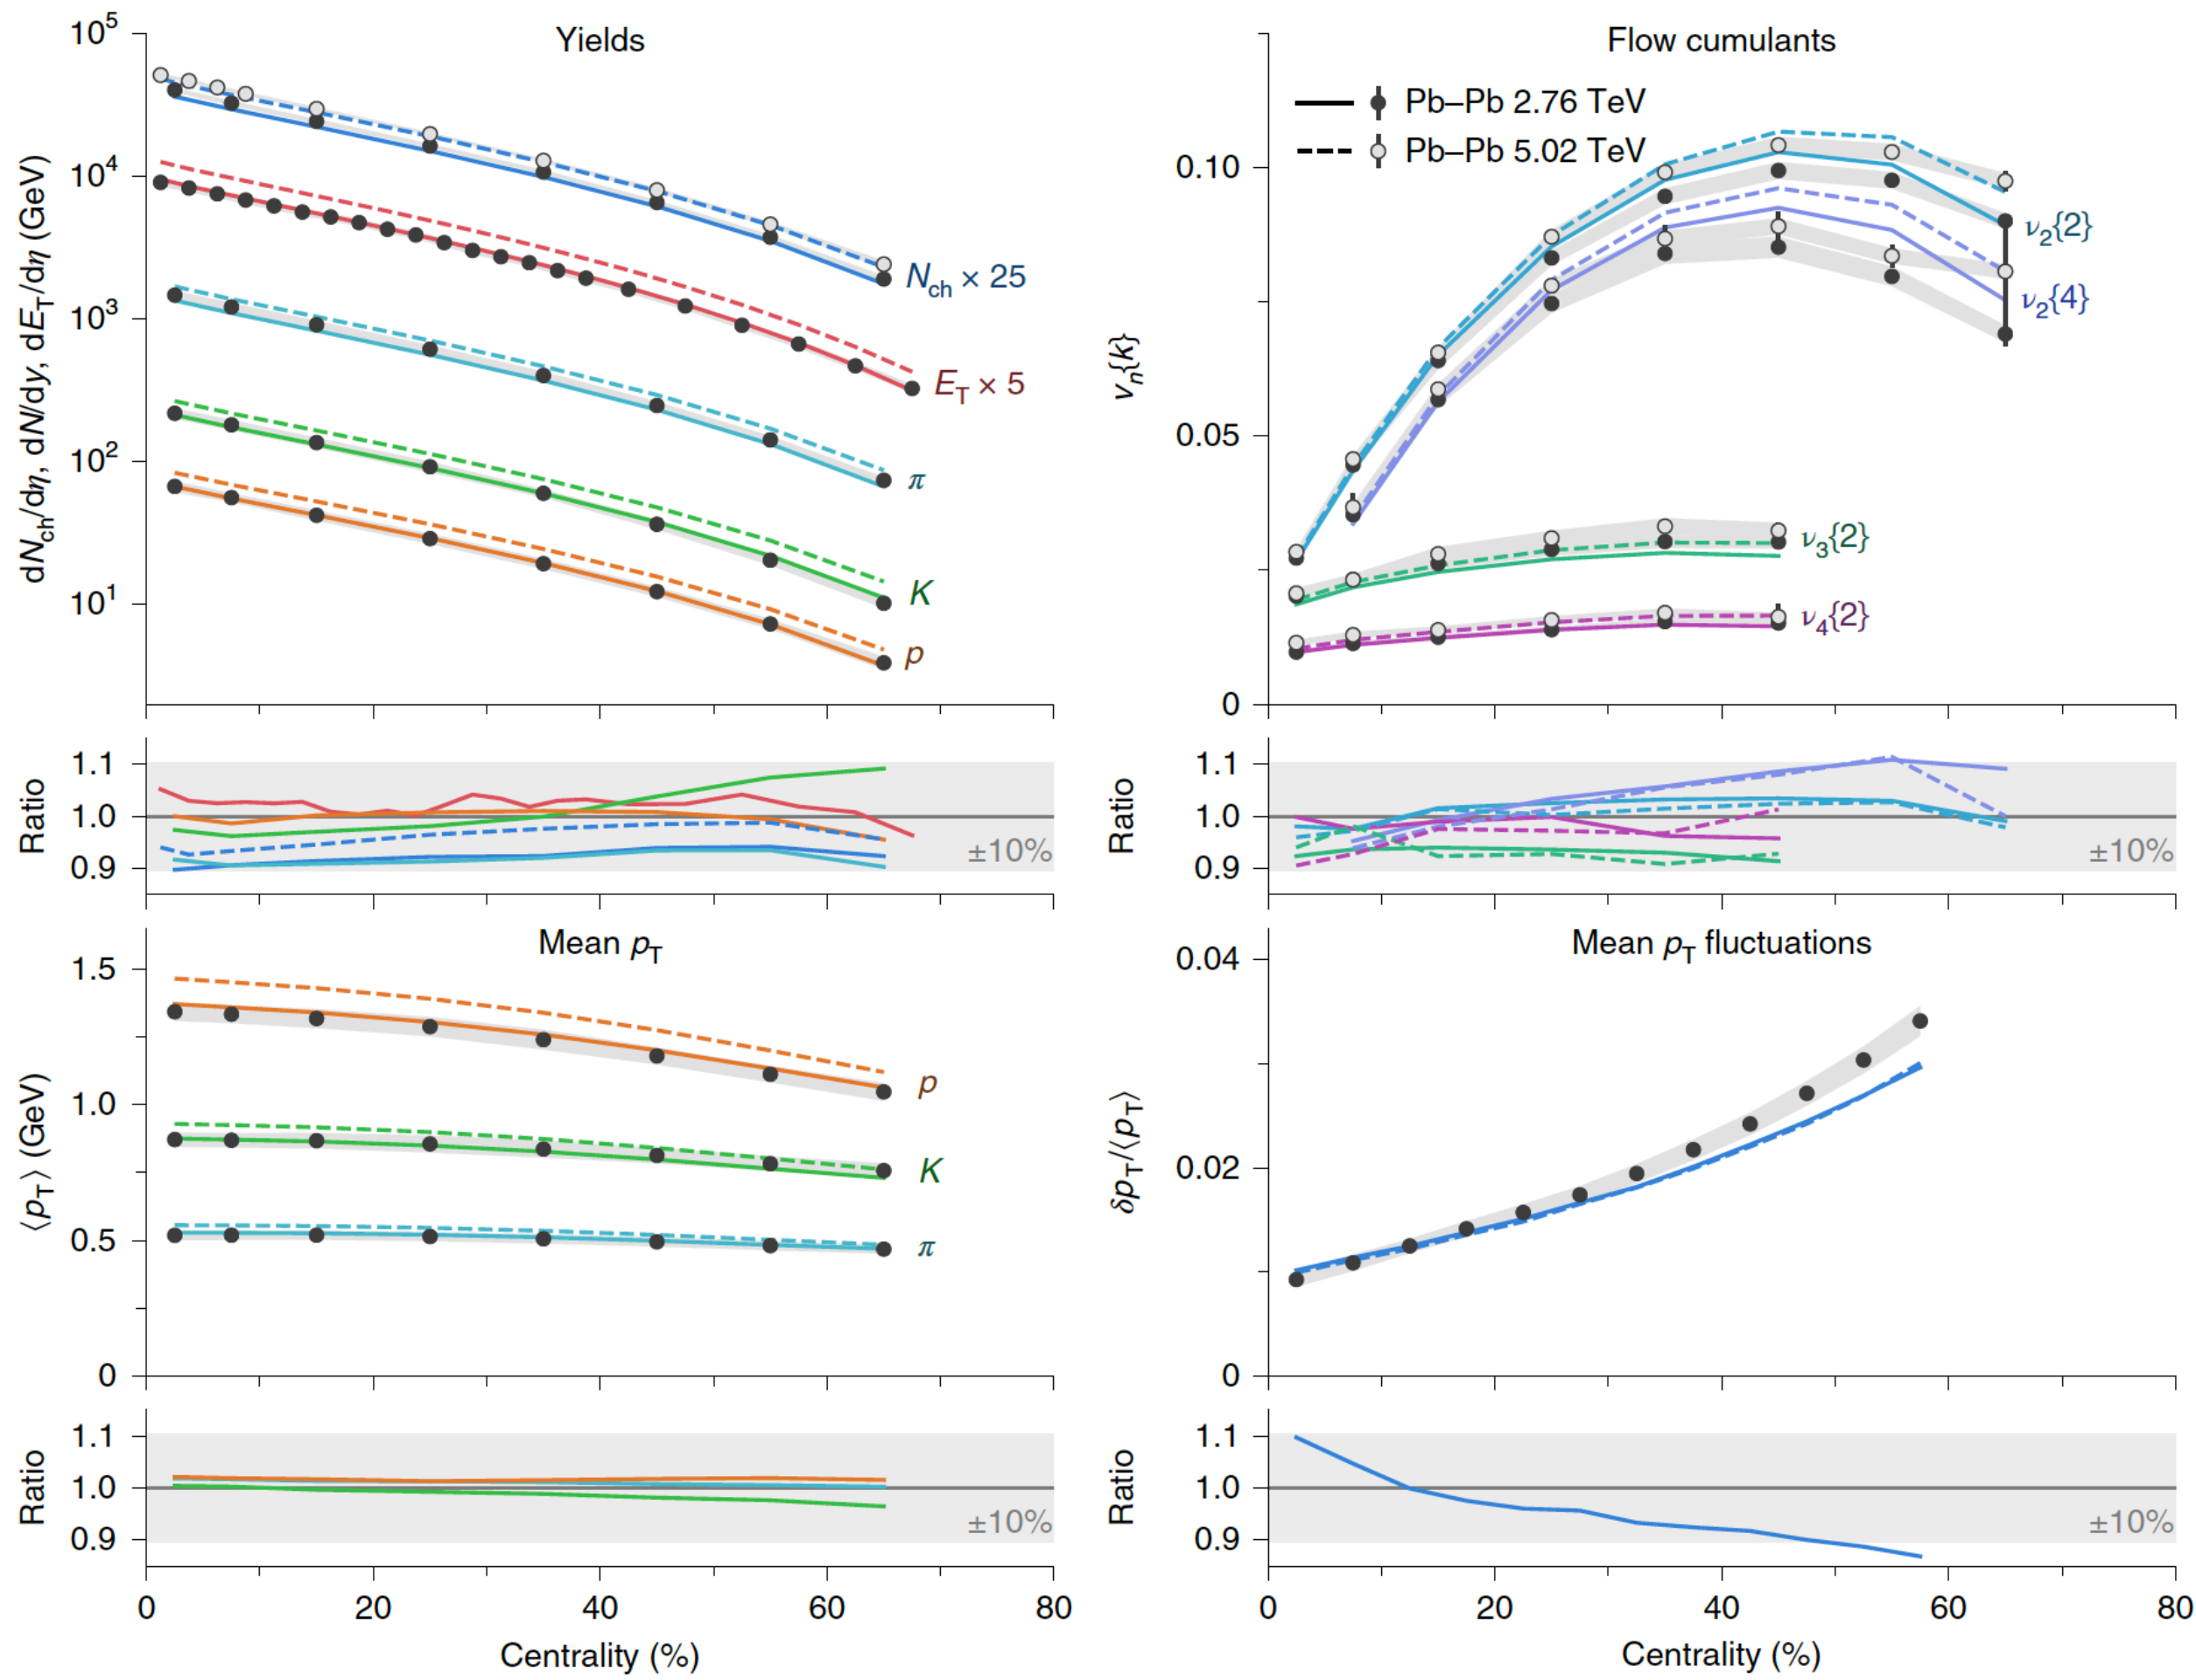 Yields
10^5
10^4
10^3
10^2
10^1
dN_ch/dη, dN/dy, dE_T/dη (GeV)
N_ch × 25
E_T × 5
π
K
p
Ratio
1.1
1.0
0.9
±10%
Mean p_T
1.5
1.0
0.5
0
⟨p_T⟩ (GeV)
p
K
π
Ratio
1.1
1.0
0.9
±10%
0 20 40 60 80
Centrality (%)
Flow cumulants
Pb–Pb 2.76 TeV
Pb–Pb 5.02 TeV
0.10
0.05
0
v_n{k}
ν_2{2}
ν_2{4}
ν_3{2}
ν_4{2}
Ratio
1.1
1.0
0.9
±10%
Mean p_T fluctuations
0.04
0.02
0
δp_T/⟨p_T⟩
Ratio
1.1
1.0
0.9
±10%
0 20 40 60 80
Centrality (%)